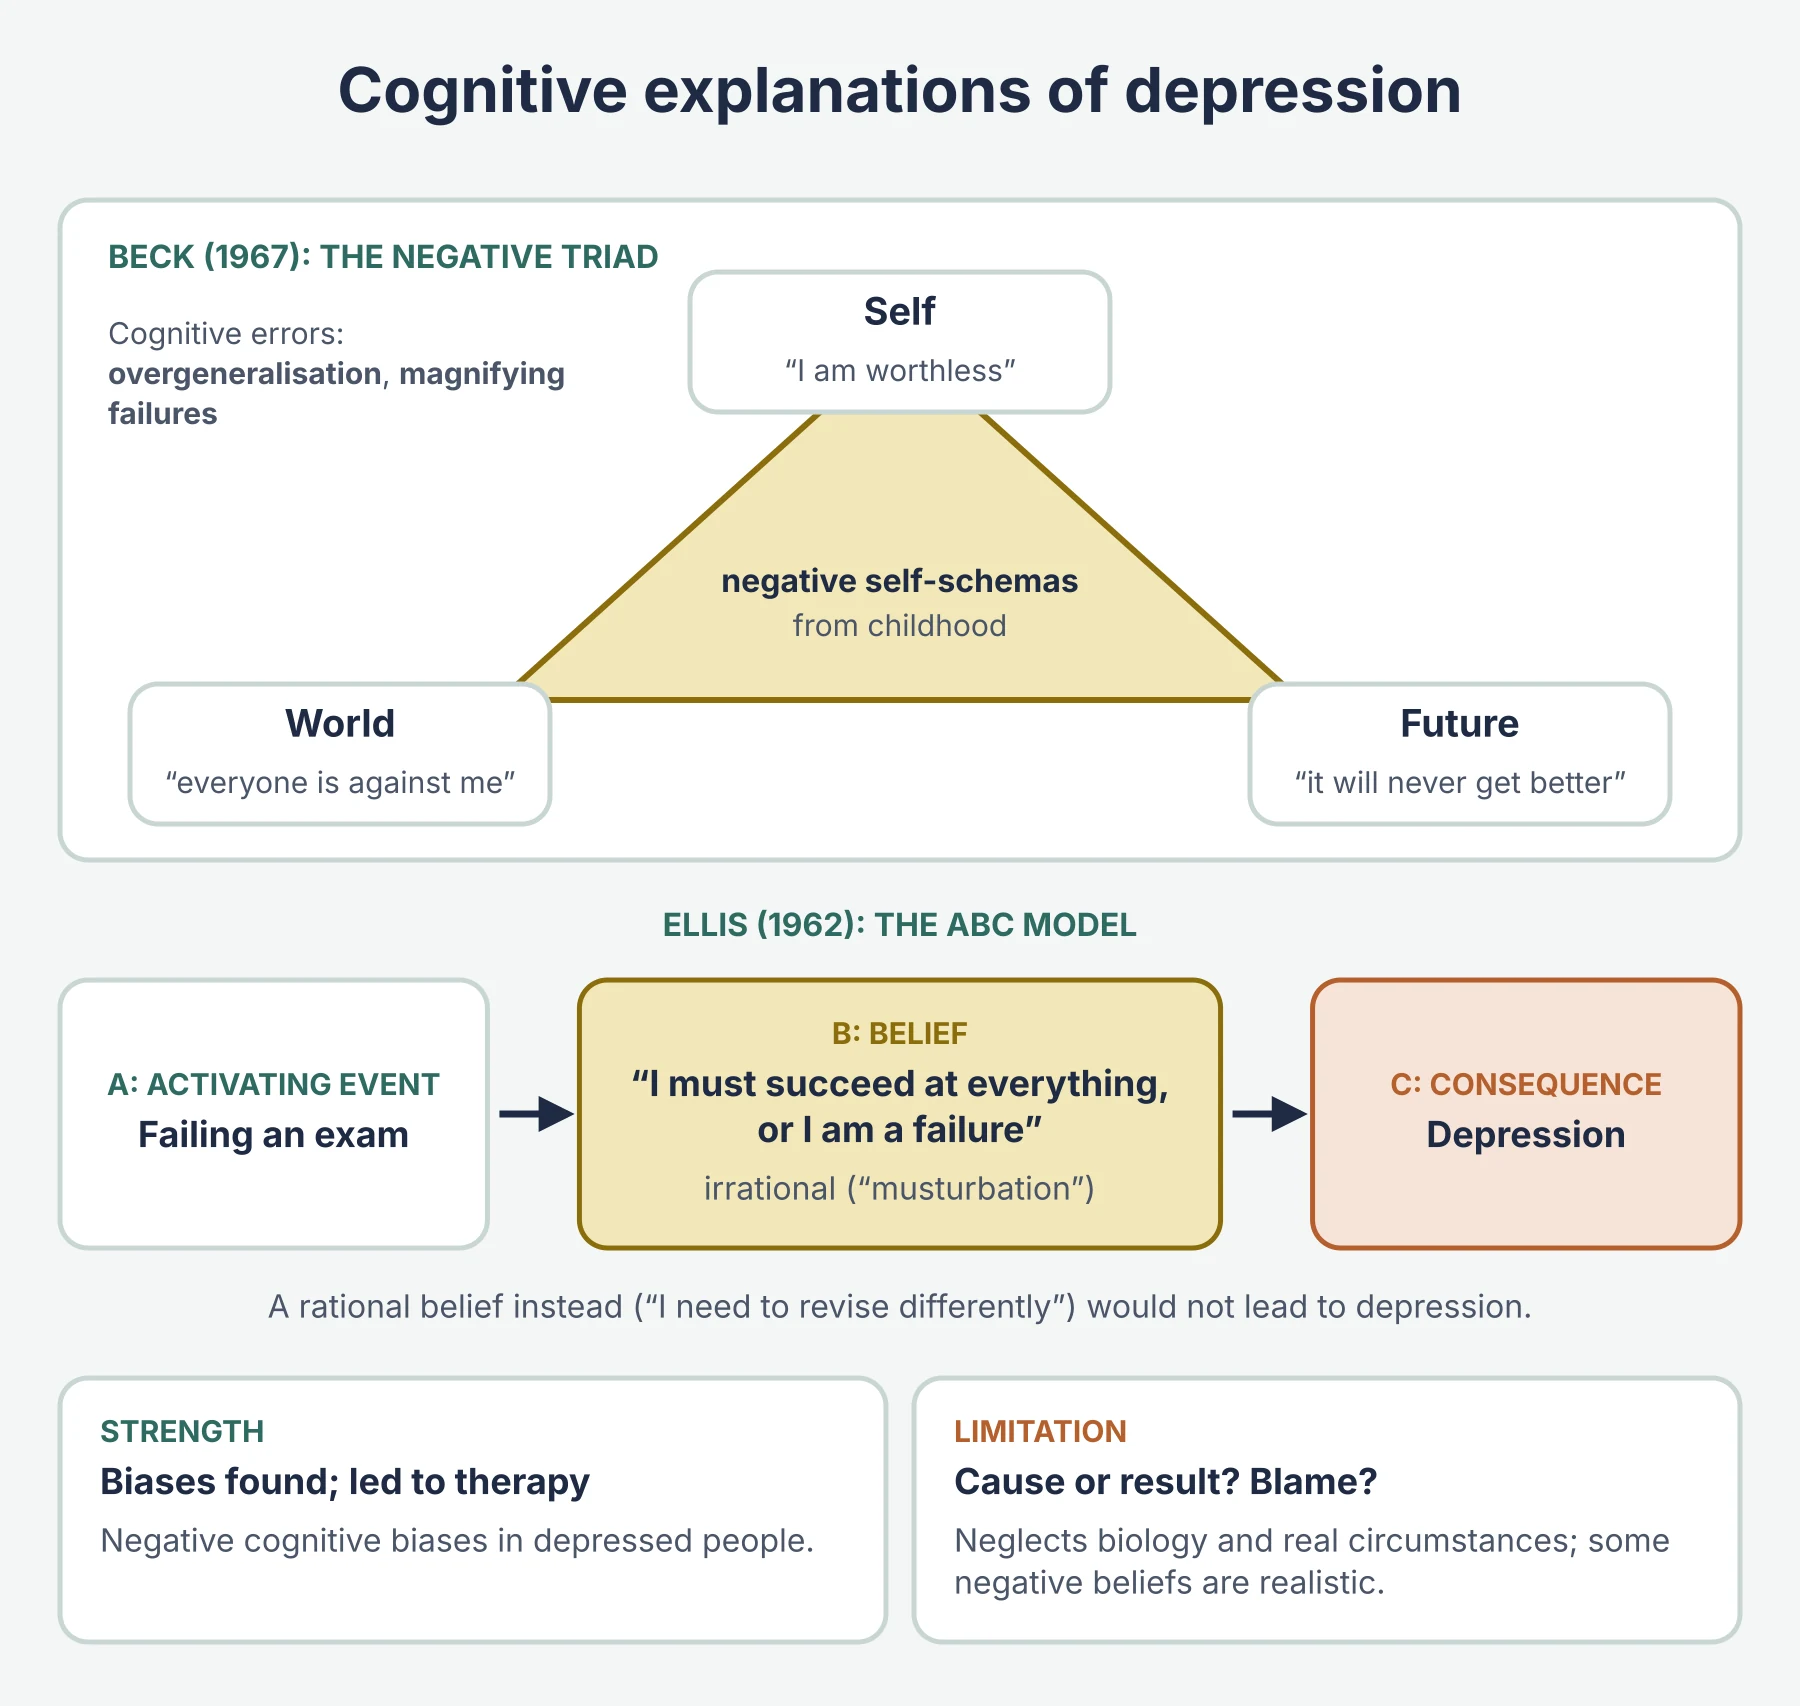 Cognitive explanations of depression
BECK (1967): THE NEGATIVE TRIAD
Cognitive errors:
overgeneralisation, magnifying
failures
Self
“I am worthless”
negative self-schemas
from childhood
World
“everyone is against me”
Future
“it will never get better”
ELLIS (1962): THE ABC MODEL
A: ACTIVATING EVENT
Failing an exam
B: BELIEF
“I must succeed at everything,
or I am a failure”
irrational (“musturbation”)
C: CONSEQUENCE
Depression
A rational belief instead (“I need to revise differently”) would not lead to depression.
STRENGTH
Biases found; led to therapy
Negative cognitive biases in depressed people.
LIMITATION
Cause or result? Blame?
Neglects biology and real circumstances; some
negative beliefs are realistic.